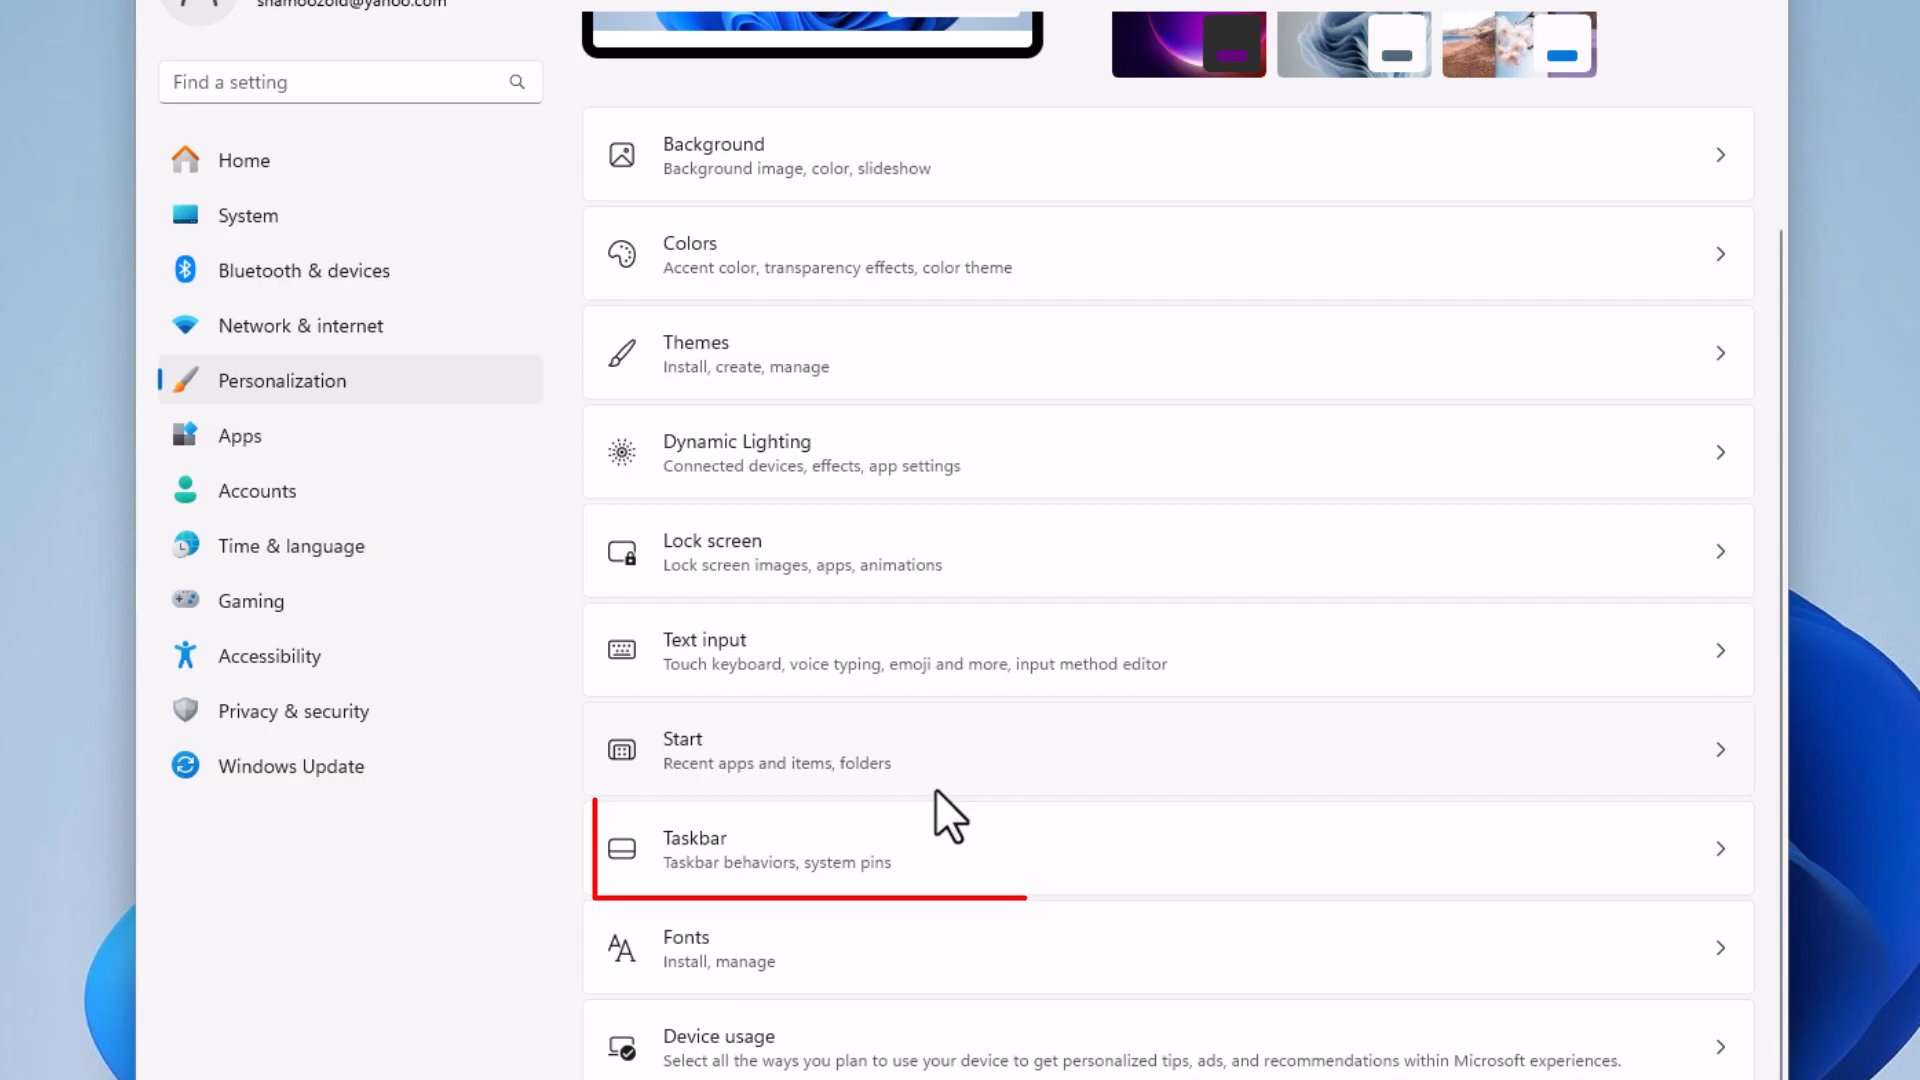 shamoozoid@yahoo.com
Find a setting
Home
System
Bluetooth & devices
Network & internet
Personalization
Apps
Accounts
Time & language
Gaming
Accessibility
Privacy & security
Windows Update
Background
Background image, color, slideshow
Colors
Accent color, transparency effects, color theme
Themes
Install, create, manage
Dynamic Lighting
Connected devices, effects, app settings
Lock screen
Lock screen images, apps, animations
Text input
Touch keyboard, voice typing, emoji and more, input method editor
Start
Recent apps and items, folders
Taskbar
Taskbar behaviors, system pins
Fonts
Install, manage
Device usage
Select all the ways you plan to use your device to get personalized tips, ads, and recommendations within Microsoft experiences.